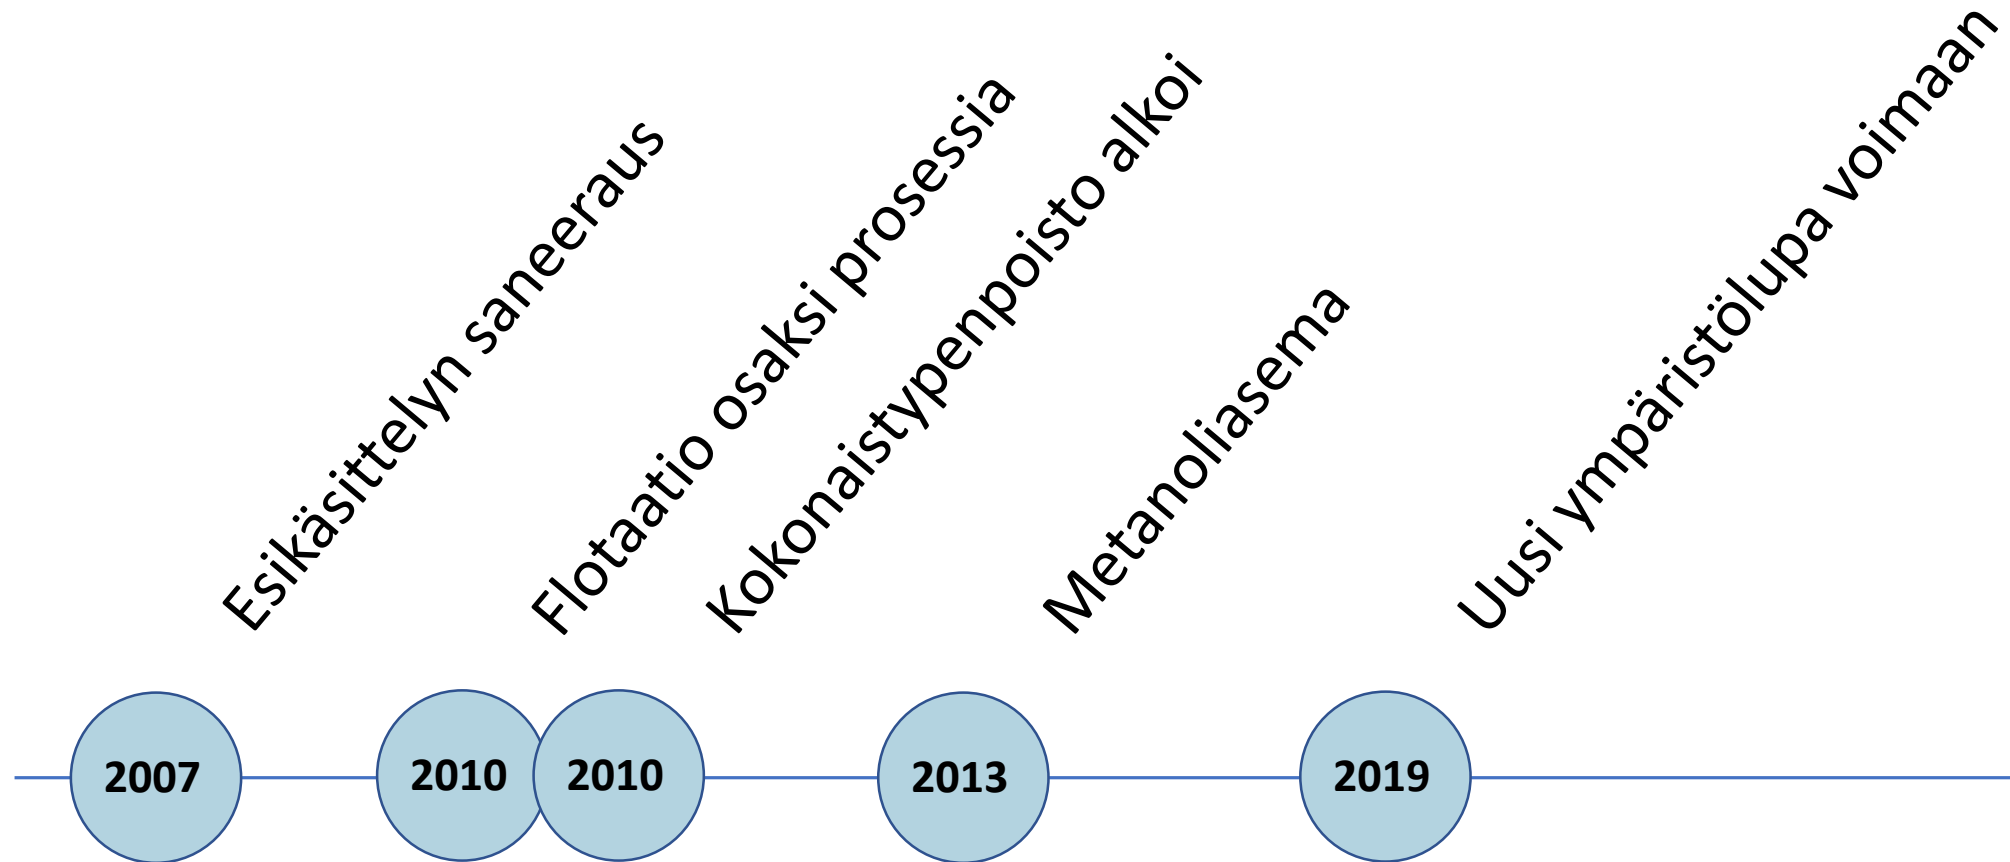 Esikäsittelyn saneeraus
Flotaatio osaksi prosessia
Kokonaistypenpoisto alkoi
Metanoliasema
Uusi ympäristölupa voimaan
2007
2010
2010
2013
2019